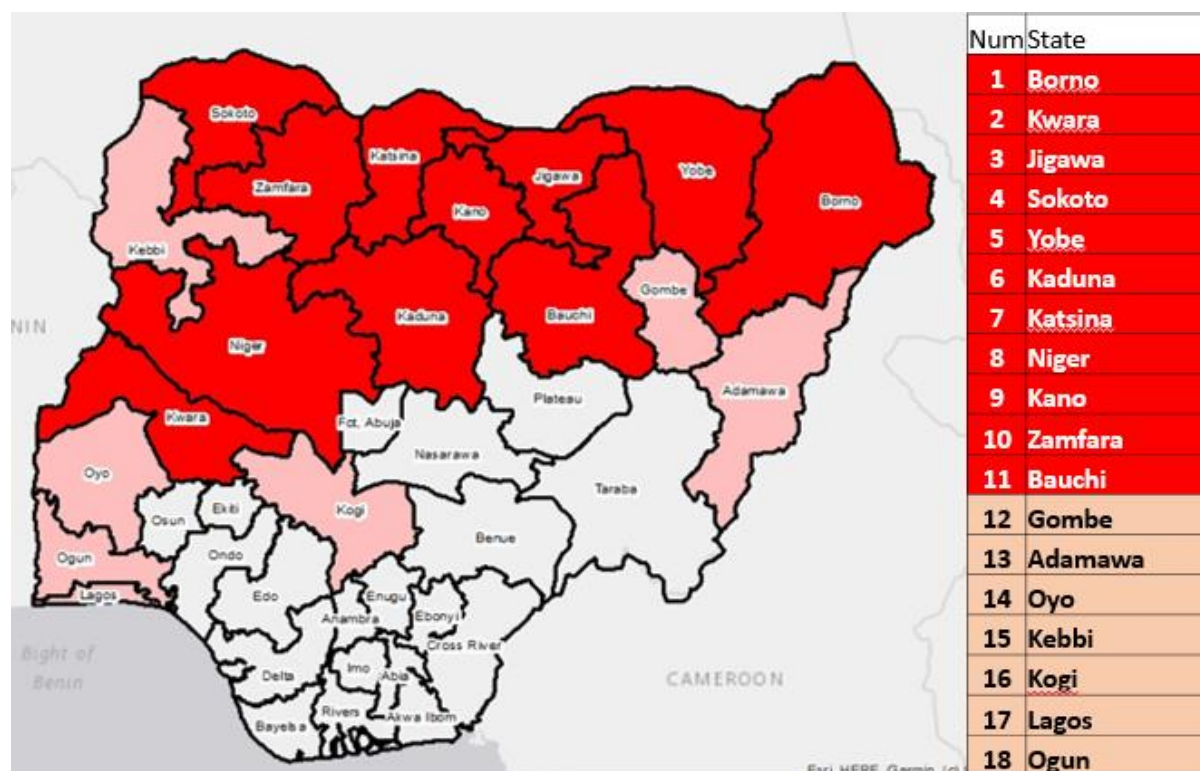 Sokoto
Katsina
Zamfara
Jigawa
Yobe
Kano
Borno
Kebbi
Gombe
Kaduna
Bauchi
NIN
Niger
Adamawa
Plateau
Fct, Abuja
Kwara
Nasarawa
Oyo
Taraba
Kogi
Ekiti
Osun
Benue
Ondo
Ogun
Lagos
Edo
Enugu
Anambra
Ebonyi
Cross River
Bight of
Benin
Imo
Abia
Delta
CAMEROON
Rivers
Akwa Ibom
Bayelsa
Esri, HERE, Garmin, (c)
Num State
1 Borno
2 Kwara
3 Jigawa
4 Sokoto
5 Yobe
6 Kaduna
7 Katsina
8 Niger
9 Kano
10 Zamfara
11 Bauchi
12 Gombe
13 Adamawa
14 Oyo
15 Kebbi
16 Kogi
17 Lagos
18 Ogun